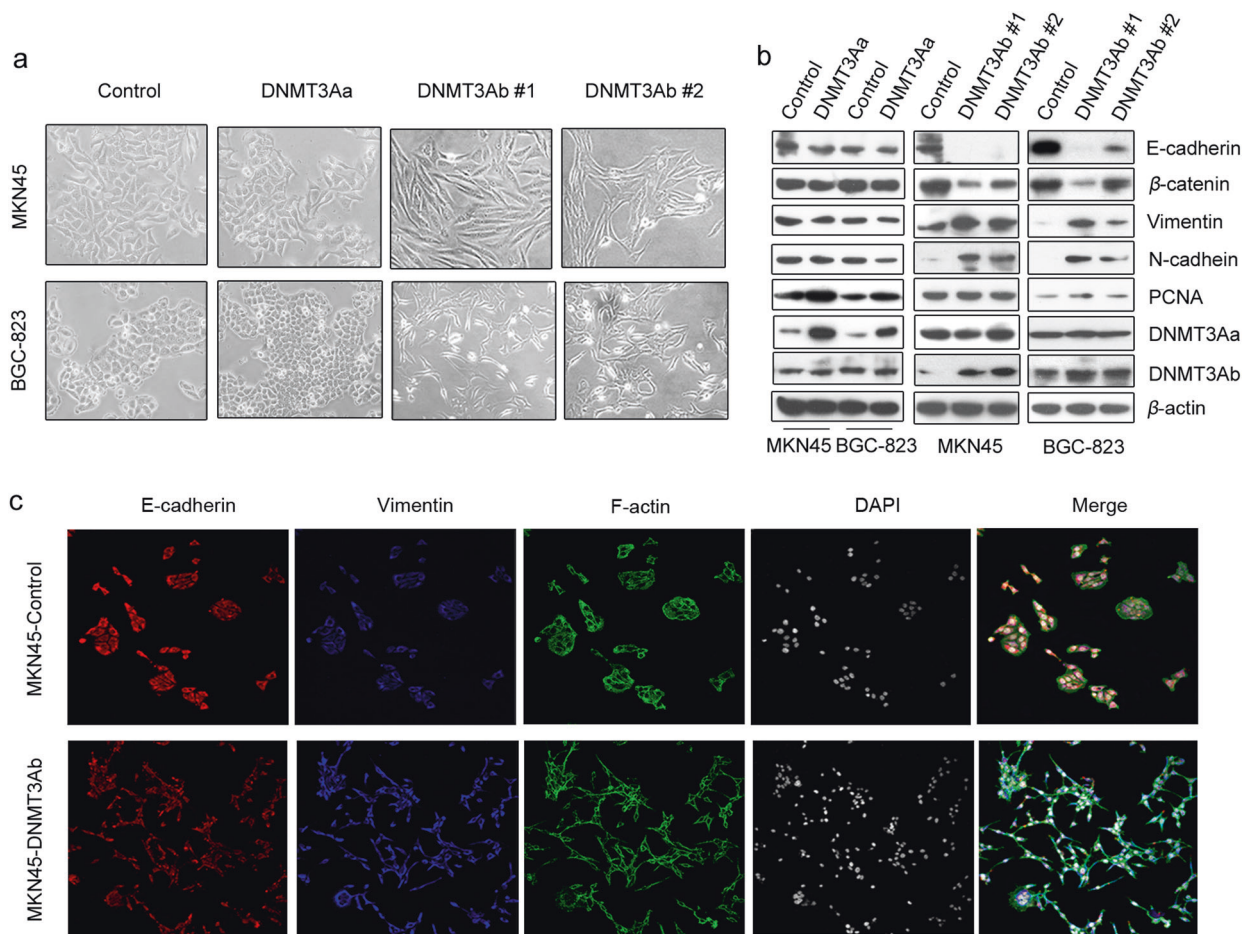 a
Control DNMT3Aa DNMT3Ab #1 DNMT3Ab #2
MKN45
BGC-823
b
Control DNMT3Aa Control DNMT3Aa Control DNMT3Ab #1 DNMT3Ab #2 Control DNMT3Ab #1 DNMT3Ab #2
E-cadherin
β-catenin
Vimentin
N-cadhein
PCNA
DNMT3Aa
DNMT3Ab
β-actin
MKN45 BGC-823 MKN45 BGC-823
c
E-cadherin Vimentin F-actin DAPI Merge
MKN45-Control
MKN45-DNMT3Ab